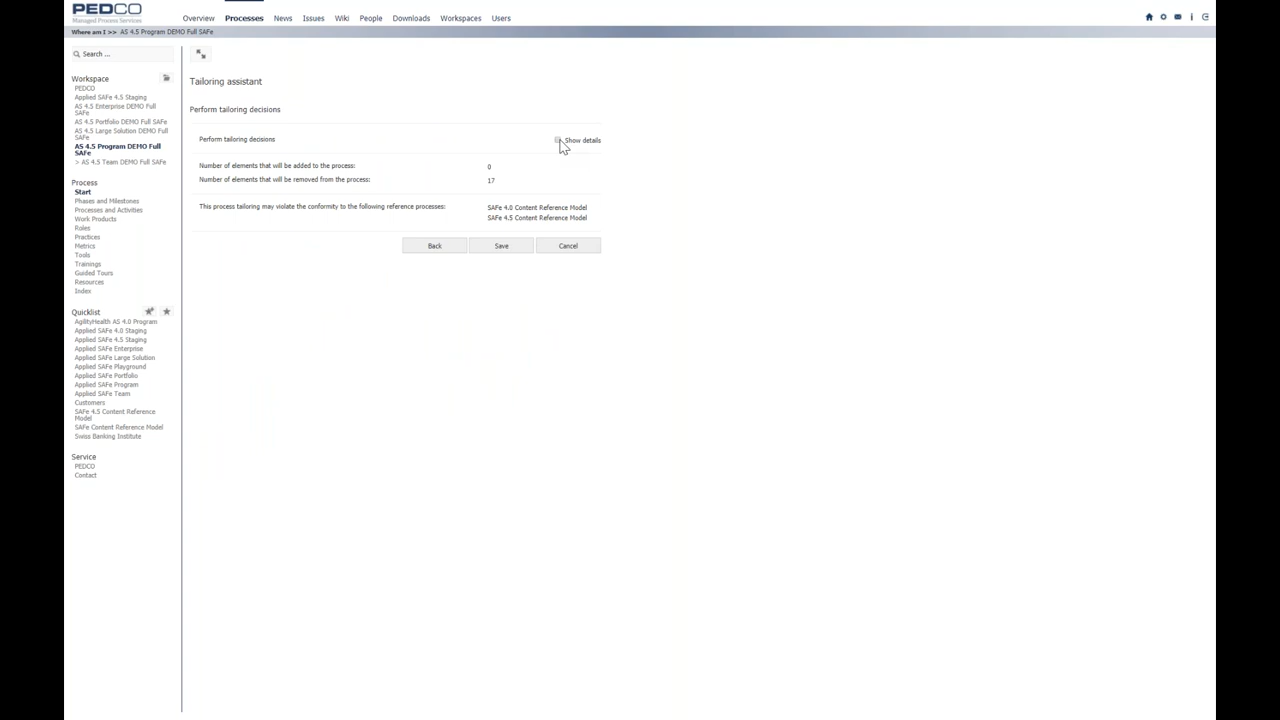 PEDCO
Managed Process Services
Overview Processes News Issues Wiki People Downloads Workspaces Users
Where am I >> AS 4.5 Program DEMO Full SAFe
Search ...
Workspace
PEDCO
Applied SAFe 4.5 Staging
AS 4.5 Enterprise DEMO Full
SAFe
AS 4.5 Portfolio DEMO Full SAFe
AS 4.5 Large Solution DEMO Full
SAFe
AS 4.5 Program DEMO Full
SAFe
> AS 4.5 Team DEMO Full SAFe
Process
Start
Phases and Milestones
Processes and Activities
Work Products
Roles
Practices
Metrics
Tools
Trainings
Guided Tours
Resources
Index
Quicklist
AgilityHealth AS 4.0 Program
Applied SAFe 4.0 Staging
Applied SAFe 4.5 Staging
Applied SAFe Enterprise
Applied SAFe Large Solution
Applied SAFe Playground
Applied SAFe Portfolio
Applied SAFe Program
Applied SAFe Team
Customers
SAFe 4.5 Content Reference
Model
SAFe Content Reference Model
Swiss Banking Institute
Service
PEDCO
Contact
Tailoring assistant
Perform tailoring decisions
Perform tailoring decisions Show details
Number of elements that will be added to the process: 0
Number of elements that will be removed from the process: 17
This process tailoring may violate the conformity to the following reference processes: SAFe 4.0 Content Reference Model
SAFe 4.5 Content Reference Model
Back Save Cancel